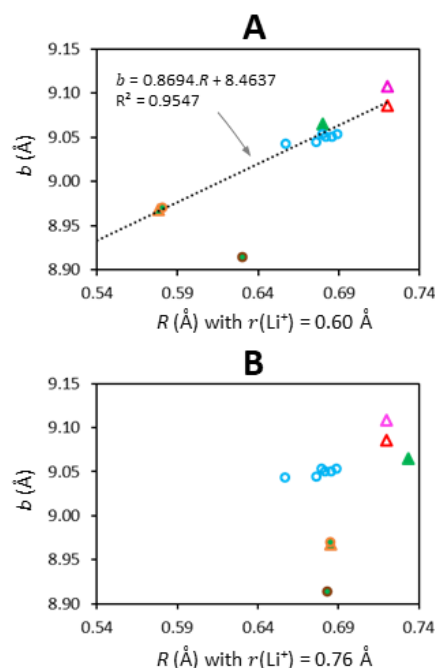 A
b = 0.8694.R + 8.4637
R² = 0.9547
9.15
9.10
9.05
9.00
8.95
8.90
b (Å)
0.54 0.59 0.64 0.69 0.74
R (Å) with r(Li⁺) = 0.60 Å
B
9.15
9.10
9.05
9.00
8.95
8.90
b (Å)
0.54 0.59 0.64 0.69 0.74
R (Å) with r(Li⁺) = 0.76 Å